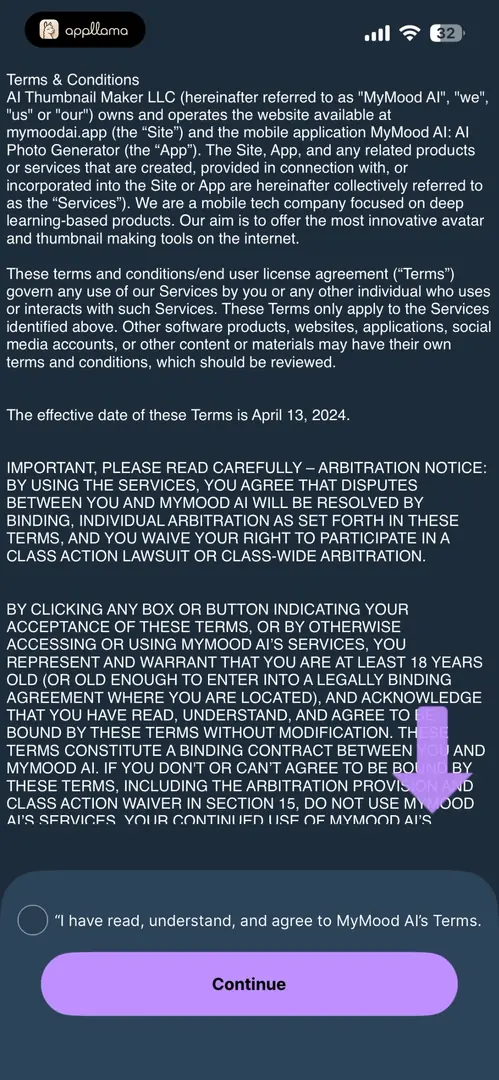 appllama
32
Terms & Conditions
AI Thumbnail Maker LLC (hereinafter referred to as "MyMood AI", "we",
"us" or "our") owns and operates the website available at
mymoodai.app (the “Site”) and the mobile application MyMood AI: AI
Photo Generator (the “App”). The Site, App, and any related products
or services that are created, provided in connection with, or
incorporated into the Site or App are hereinafter collectively referred to
as the “Services”). We are a mobile tech company focused on deep
learning-based products. Our aim is to offer the most innovative avatar
and thumbnail making tools on the internet.
These terms and conditions/end user license agreement (“Terms”)
govern any use of our Services by you or any other individual who uses
or interacts with such Services. These Terms only apply to the Services
identified above. Other software products, websites, applications, social
media accounts, or other content or materials may have their own
terms and conditions, which should be reviewed.
The effective date of these Terms is April 13, 2024.
IMPORTANT, PLEASE READ CAREFULLY – ARBITRATION NOTICE:
BY USING THE SERVICES, YOU AGREE THAT DISPUTES
BETWEEN YOU AND MYMOOD AI WILL BE RESOLVED BY
BINDING, INDIVIDUAL ARBITRATION AS SET FORTH IN THESE
TERMS, AND YOU WAIVE YOUR RIGHT TO PARTICIPATE IN A
CLASS ACTION LAWSUIT OR CLASS-WIDE ARBITRATION.
BY CLICKING ANY BOX OR BUTTON INDICATING YOUR
ACCEPTANCE OF THESE TERMS, OR BY OTHERWISE
ACCESSING OR USING MYMOOD AI’S SERVICES, YOU
REPRESENT AND WARRANT THAT YOU ARE AT LEAST 18 YEARS
OLD (OR OLD ENOUGH TO ENTER INTO A LEGALLY BINDING
AGREEMENT WHERE YOU ARE LOCATED), AND ACKNOWLEDGE
THAT YOU HAVE READ, UNDERSTAND, AND AGREE TO BE
BOUND BY THESE TERMS WITHOUT MODIFICATION. THESE
TERMS CONSTITUTE A BINDING CONTRACT BETWEEN YOU AND
MYMOOD AI. IF YOU DON’T OR CAN’T AGREE TO BE BOUND BY
THESE TERMS, INCLUDING THE ARBITRATION PROVISION AND
CLASS ACTION WAIVER IN SECTION 15, DO NOT USE MYMOOD
AI’S SERVICES. YOUR CONTINUED USE OF MYMOOD AI’S
“I have read, understand, and agree to MyMood AI’s Terms.
Continue